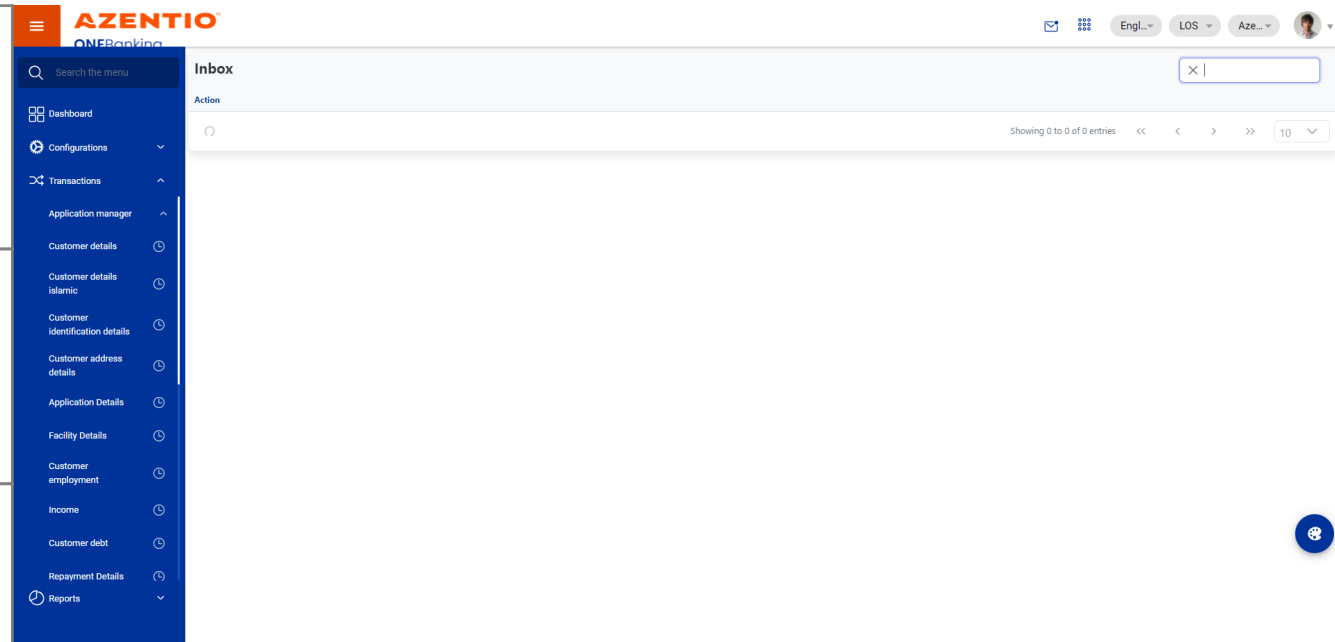 AZENTIO
ONEBanking
Engl...
LOS
Aze...
Search the menu
Inbox
Action
Showing 0 to 0 of 0 entries
10
Dashboard
Configurations
Transactions
Application manager
Customer details
Customer details
islamic
Customer
identification details
Customer address
details
Application Details
Facility Details
Customer
employment
Income
Customer debt
Repayment Details
Reports